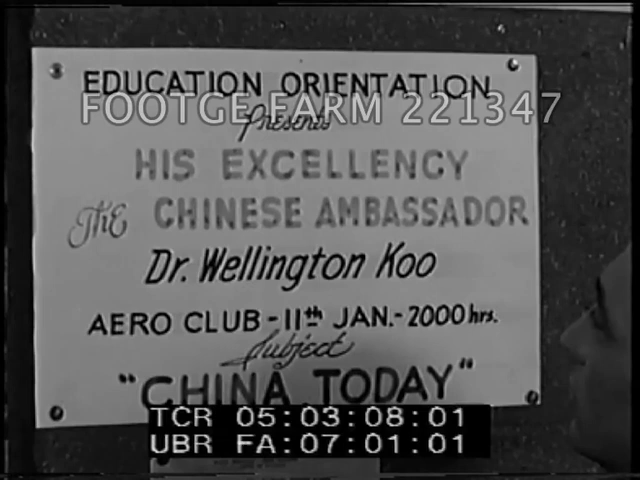 EDUCATION ORIENTATION
FOOTGE FARM 221347
Presents
HIS EXCELLENCY
The CHINESE AMBASSADOR
Dr. Wellington Koo
AERO CLUB - 11th JAN. - 2000 hrs.
Subject
"CHINA TODAY"
TCR 05:03:08:01
UBR FA:07:01:01